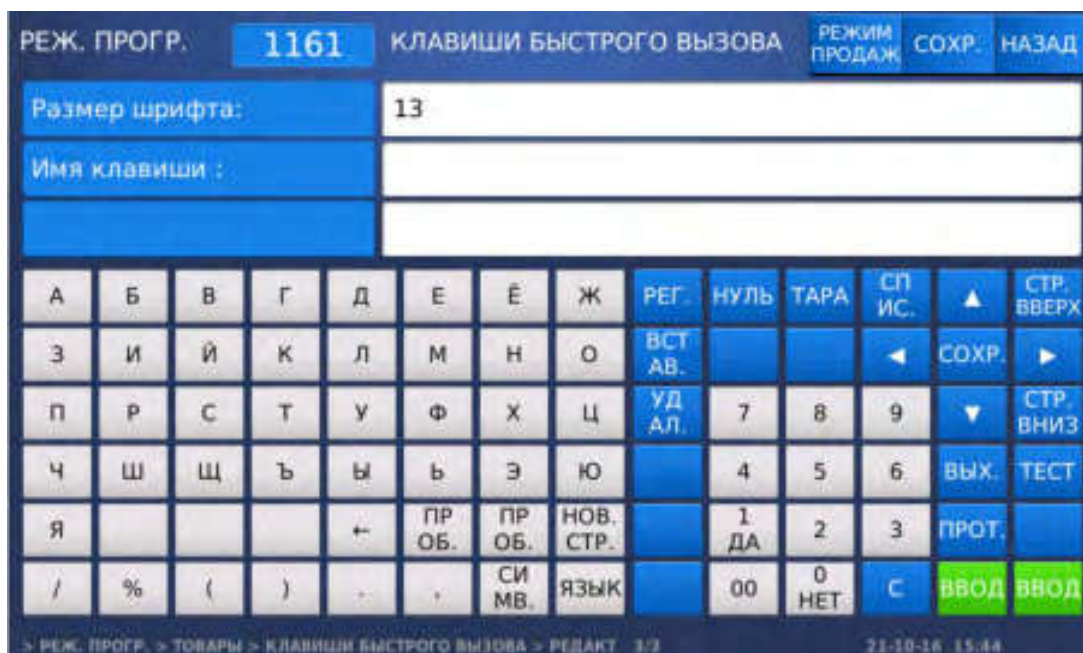 РЕЖ. ПРОГР. 1161 КЛАВИШИ БЫСТРОГО ВЫЗОВА РЕЖИМ ПРОДАЖ СОХР. НАЗАД
Размер шрифта: 13
Имя клавиши :
А Б В Г Д Е Ё Ж РЕГ. НУЛЬ ТАРА СП ИС. ▲ СТР. ВВЕРХ
З И Й К Л М Н О ВСТ АВ. ◀ СОХР. ▶
П Р С Т У Ф Х Ц УД АЛ. 7 8 9 ▼ СТР. ВНИЗ
Ч Ш Щ Ъ Ы Ь Э Ю 4 5 6 ВЫХ. ТЕСТ
Я ← ПР ОБ. ПР ОБ. НОВ. СТР. 1 ДА 2 3 ПРОТ.
/ % ( ) . , СИ МВ. ЯЗЫК 00 0 НЕТ С ВВОД ВВОД
> РЕЖ. ПРОГР. > ТОВАРЫ > КЛАВИШИ БЫСТРОГО ВЫЗОВА > РЕДАКТ 3/3 21-10-16 15:44